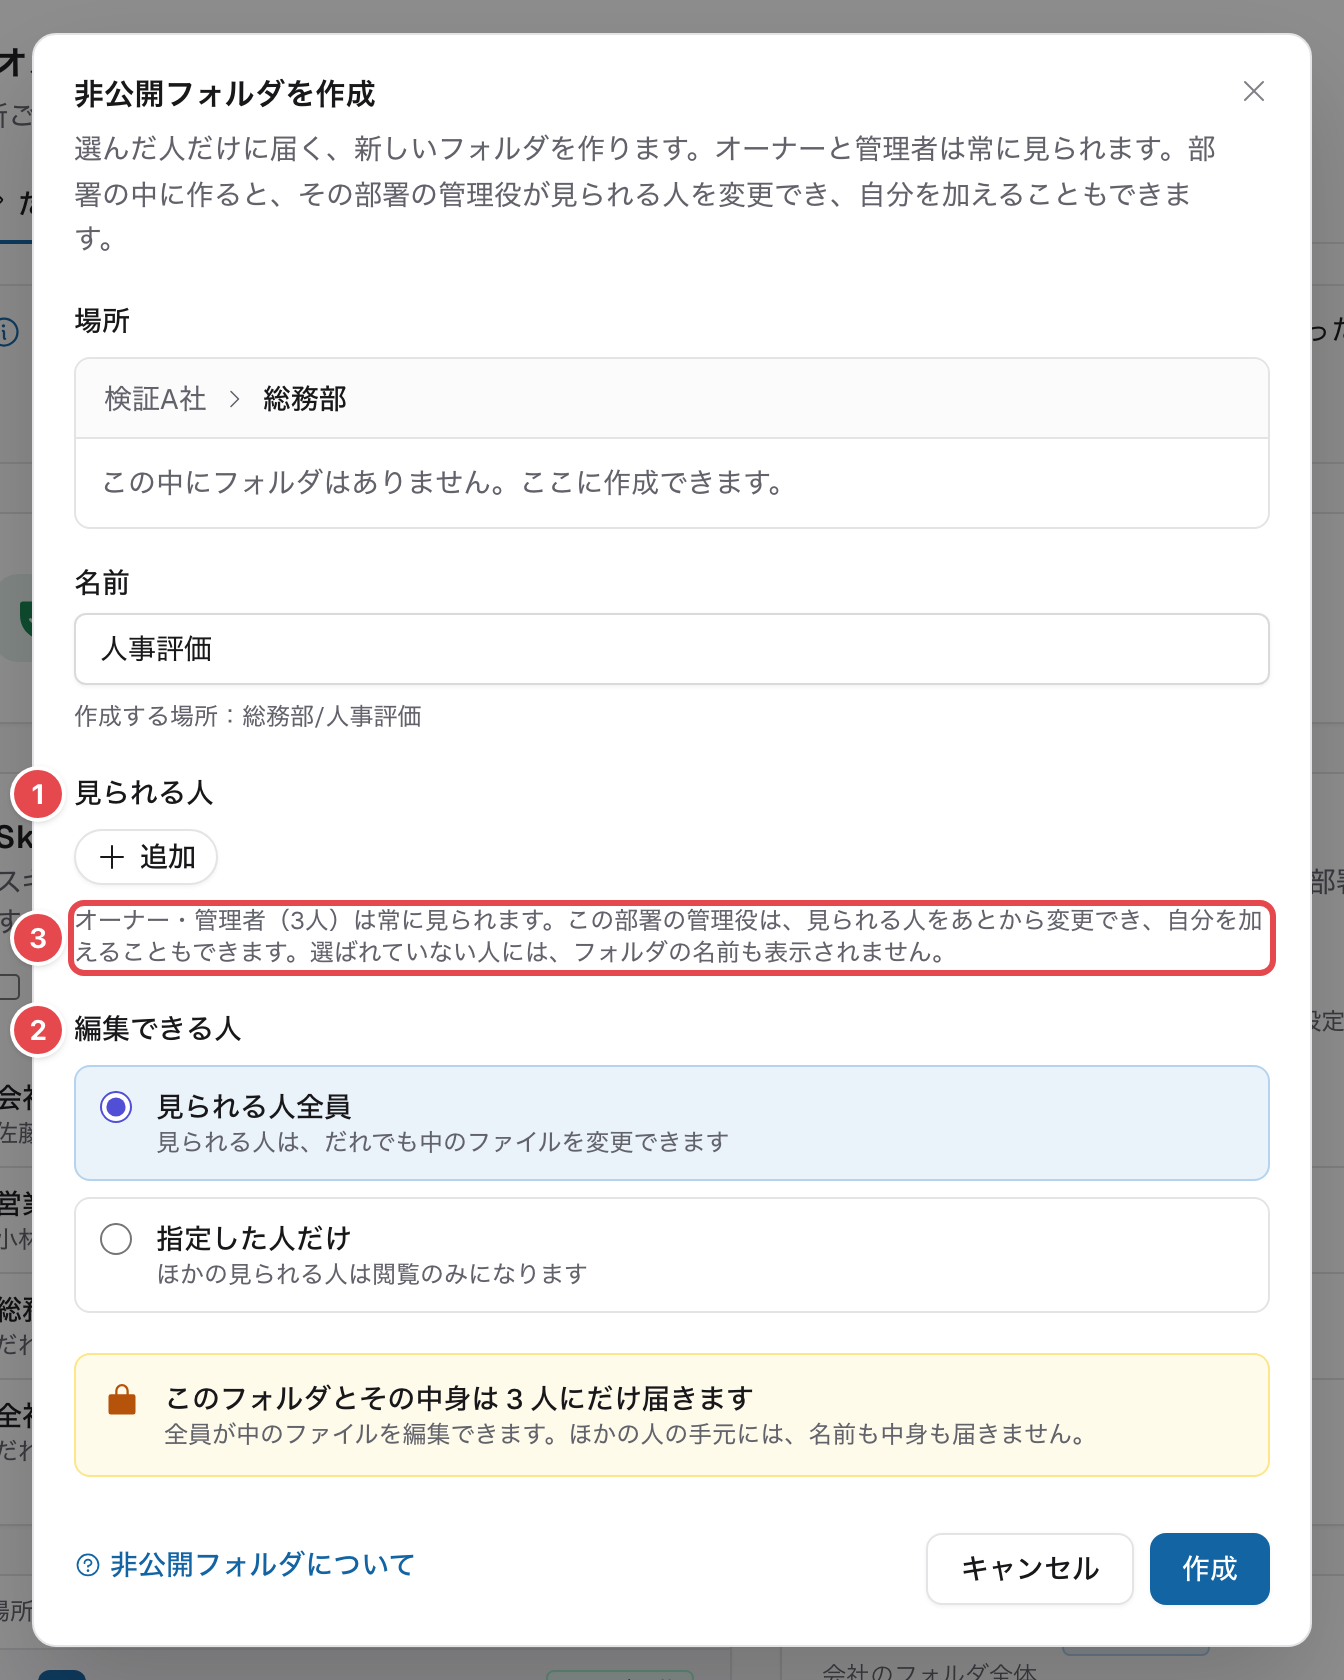 非公開フォルダを作成
選んだ人だけに届く、新しいフォルダを作ります。オーナーと管理者は常に見られます。部
署の中に作ると、その部署の管理役が見られる人を変更でき、自分を加えることもできま
す。
場所
検証A社 > 総務部
この中にフォルダはありません。ここに作成できます。
名前
人事評価
作成する場所：総務部/人事評価
1 見られる人
+ 追加
3 オーナー・管理者（3人）は常に見られます。この部署の管理役は、見られる人をあとから変更でき、自分を加
えることもできます。選ばれていない人には、フォルダの名前も表示されません。
2 編集できる人
見られる人全員
見られる人は、だれでも中のファイルを変更できます
指定した人だけ
ほかの見られる人は閲覧のみになります
このフォルダとその中身は 3 人にだけ届きます
全員が中のファイルを編集できます。ほかの人の手元には、名前も中身も届きません。
非公開フォルダについて
キャンセル
作成
会社のフォルダ全体